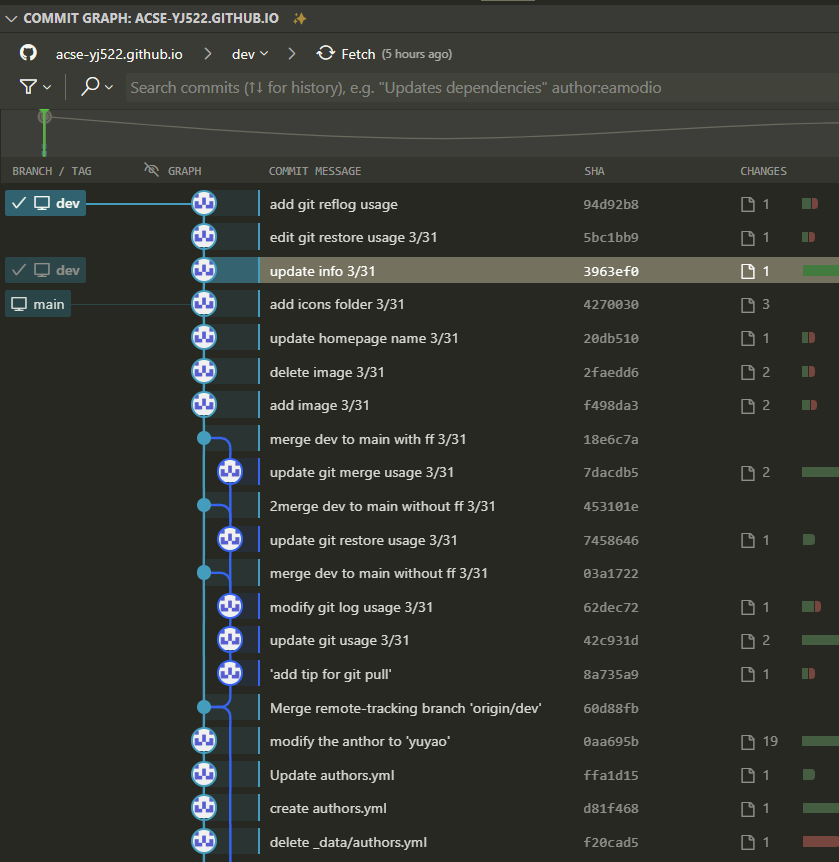 COMMIT GRAPH: ACSE-YJ522.GITHUB.IO
acse-yj522.github.io > dev > Fetch (5 hours ago)
Search commits (↑↓ for history), e.g. "Updates dependencies" author:eamodio
BRANCH / TAG GRAPH COMMIT MESSAGE SHA CHANGES
dev add git reflog usage 94d92b8 1
edit git restore usage 3/31 5bc1bb9 1
dev update info 3/31 3963ef0 1
main add icons folder 3/31 4270030 3
update homepage name 3/31 20db510 1
delete image 3/31 2faedd6 2
add image 3/31 f498da3 2
merge dev to main with ff 3/31 18e6c7a
update git merge usage 3/31 7dacdb5 2
2merge dev to main without ff 3/31 453101e
update git restore usage 3/31 7458646 1
merge dev to main without ff 3/31 03a1722
modify git log usage 3/31 62dec72 1
update git usage 3/31 42c931d 2
'add tip for git pull' 8a735a9 1
Merge remote-tracking branch 'origin/dev' 60d88fb
modify the anthor to 'yuyao' 0aa695b 19
Update authors.yml ffa1d15 1
create authors.yml d81f468 1
delete _data/authors.yml f20cad5 1